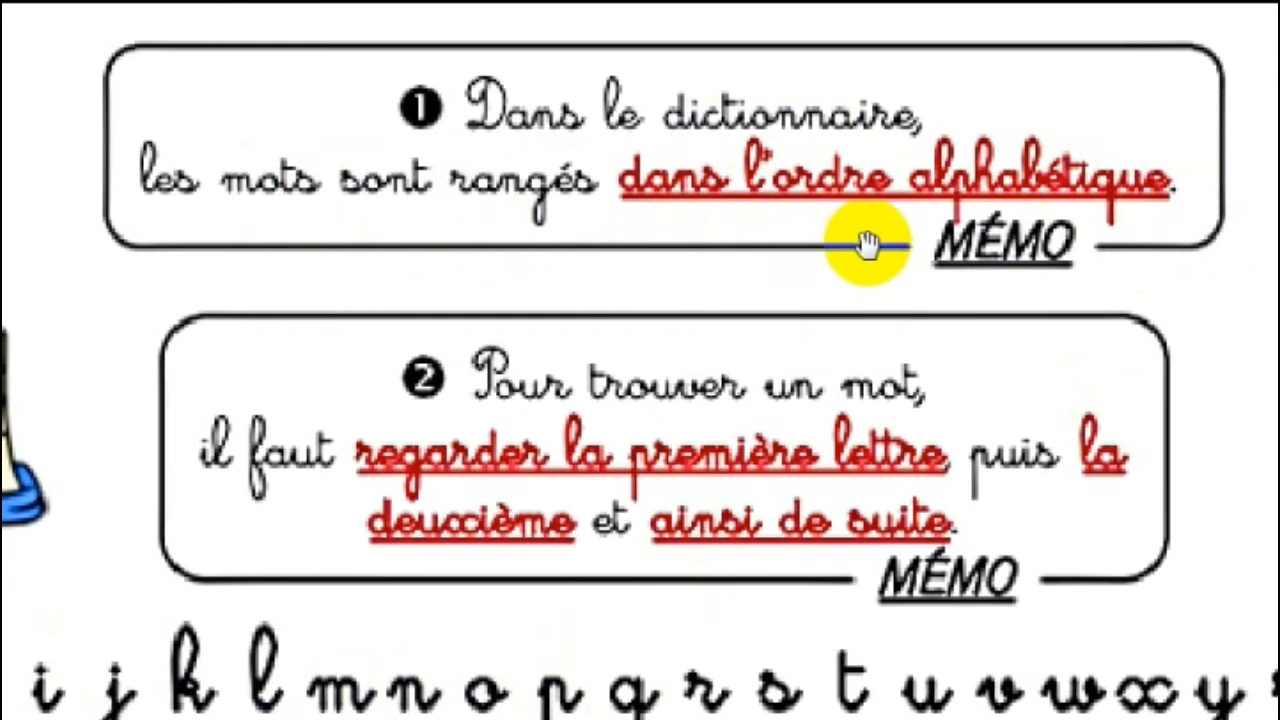 ❶ Dans le dictionnaire,
les mots sont rangés dans l'ordre alphabétique.
MÉMO
❷ Pour trouver un mot,
il faut regarder la première lettre puis la
deuxième et ainsi de suite.
MÉMO
i j k l m n o p q r s t u v w x y